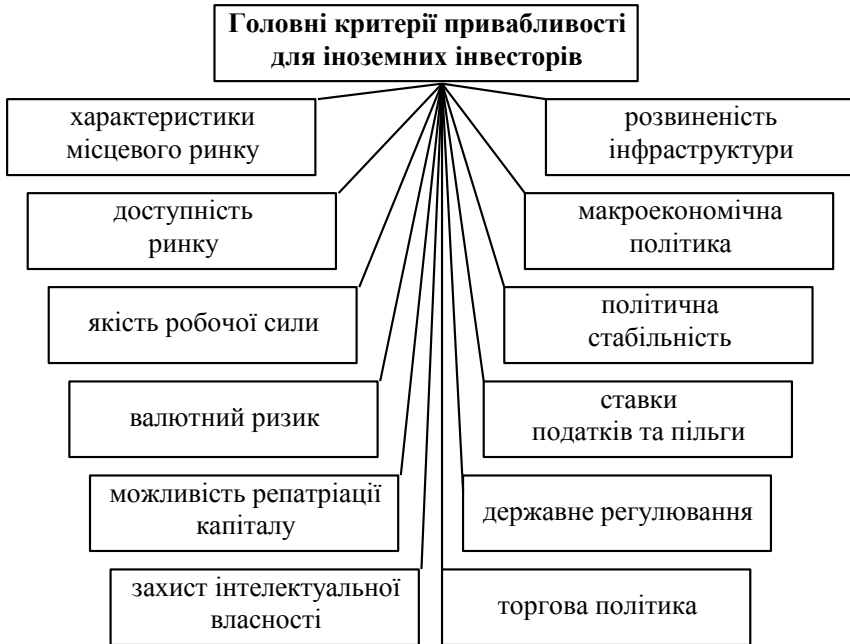 Головні критерії привабливості
для іноземних інвесторів
характеристики
місцевого ринку
розвиненість
інфраструктури
доступність
ринку
макроекономічна
політика
якість робочої сили
політична
стабільність
валютний ризик
ставки
податків та пільги
можливість репатріації
капіталу
державне регулювання
захист інтелектуальної
власності
торгова політика